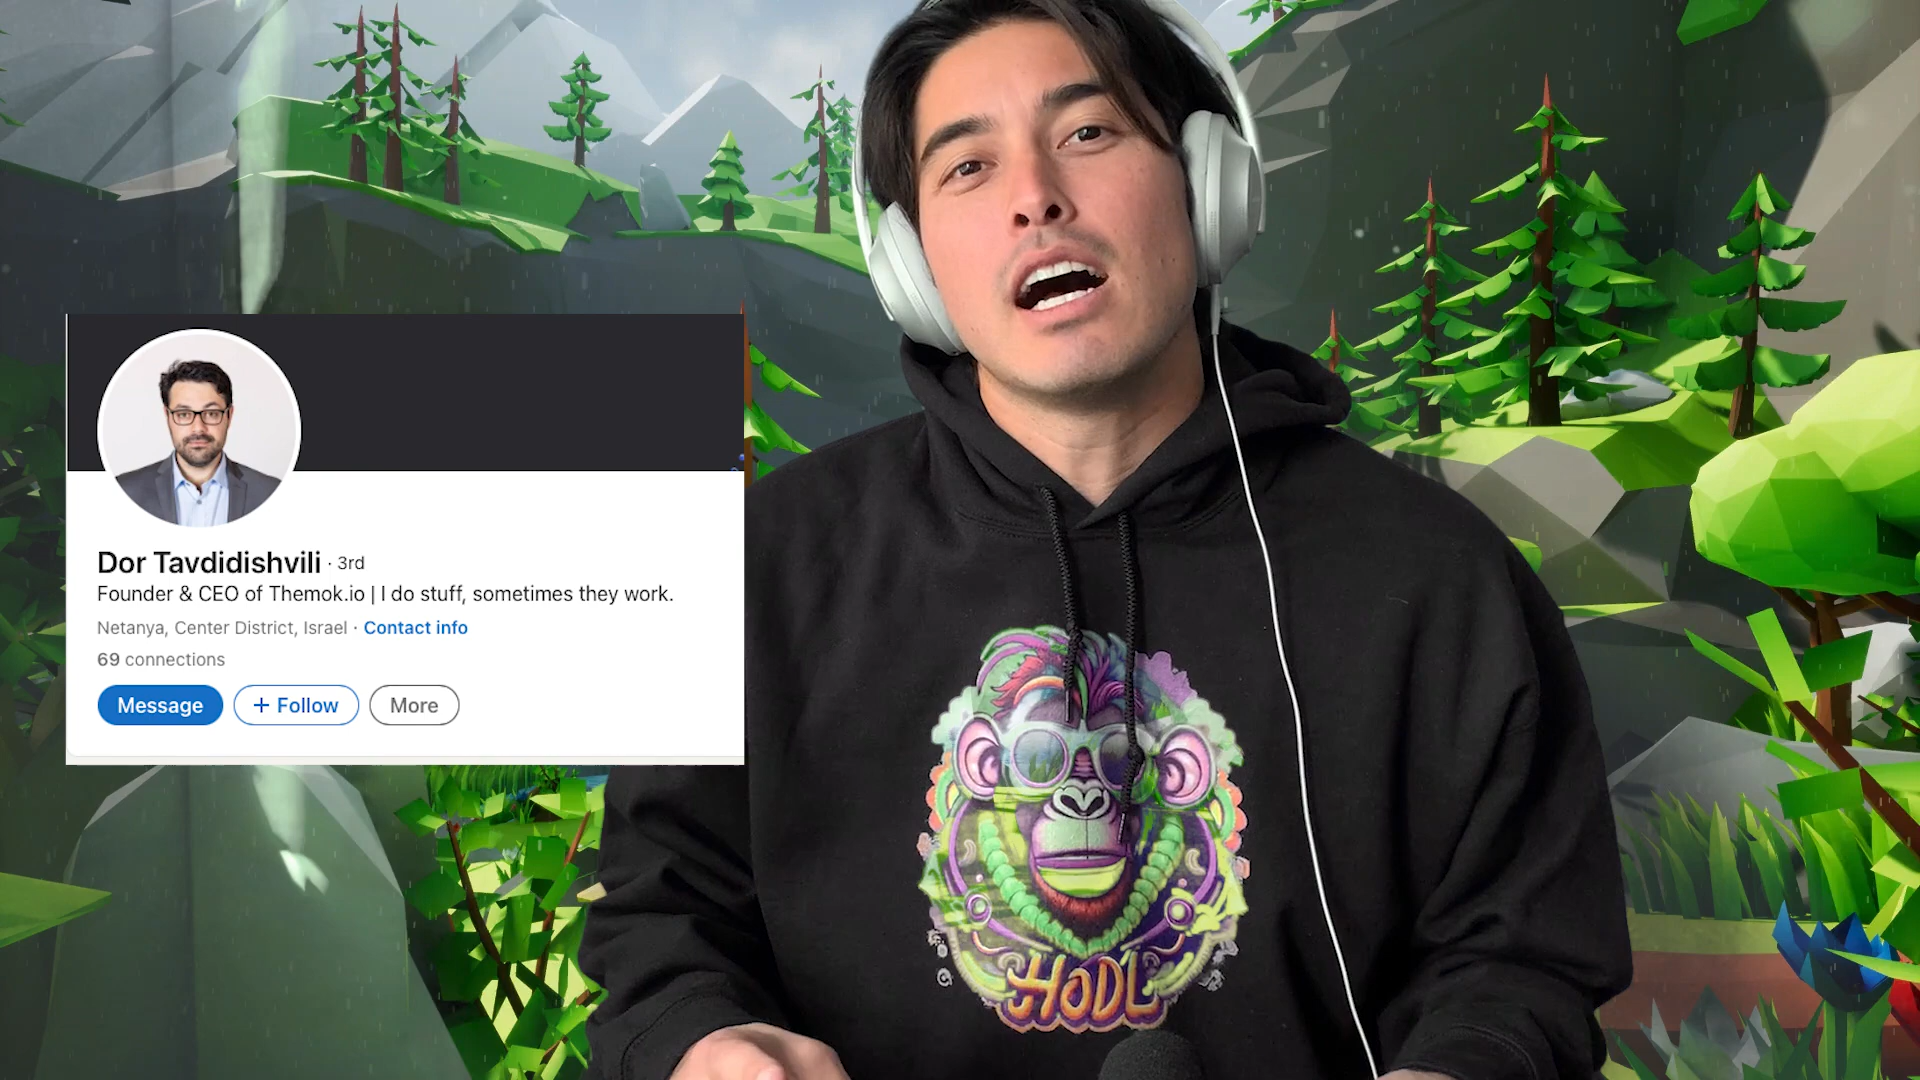 Dor Tavdidishvili · 3rd
Founder & CEO of Themok.io | I do stuff, sometimes they work.
Netanya, Center District, Israel · Contact info
69 connections
Message + Follow More
HODL